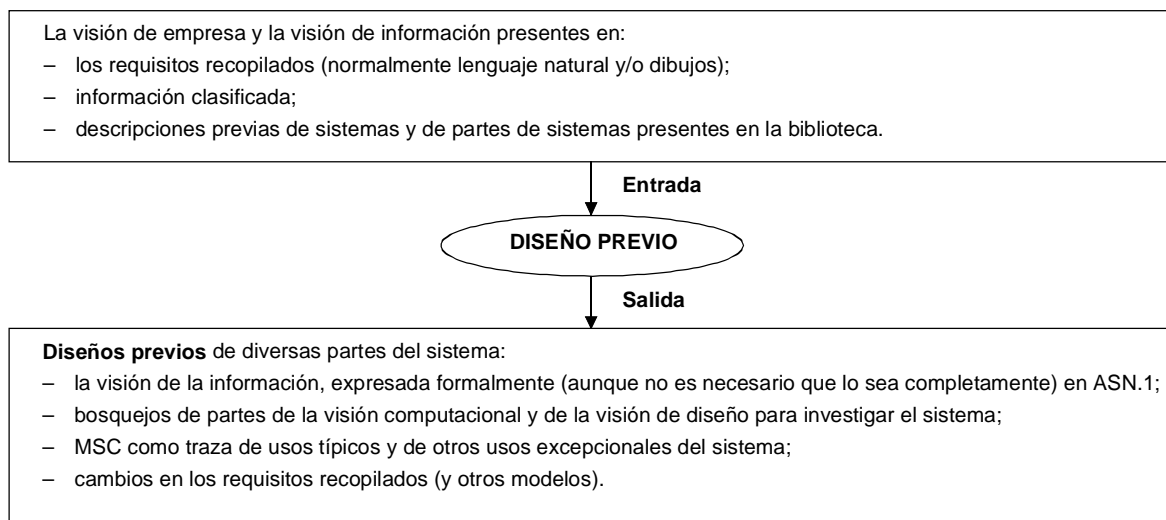 La visión de empresa y la visión de información presentes en:
– los requisitos recopilados (normalmente lenguaje natural y/o dibujos);
– información clasificada;
– descripciones previas de sistemas y de partes de sistemas presentes en la biblioteca.
Entrada
DISEÑO PREVIO
Salida
Diseños previos de diversas partes del sistema:
– la visión de la información, expresada formalmente (aunque no es necesario que lo sea completamente) en ASN.1;
– bosquejos de partes de la visión computacional y de la visión de diseño para investigar el sistema;
– MSC como traza de usos típicos y de otros usos excepcionales del sistema;
– cambios en los requisitos recopilados (y otros modelos).